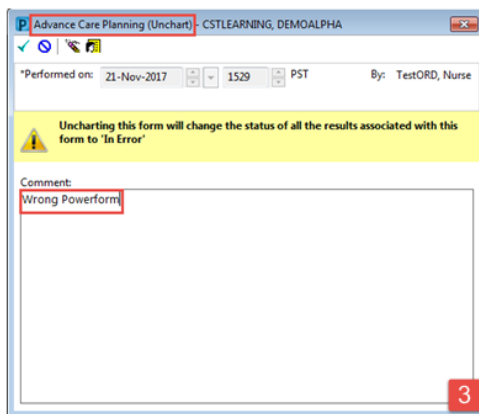 Advance Care Planning (Unchart) - CSTLEARNING, DEMOALPHA
*Performed on: 21-Nov-2017 1529 PST By: TestORD, Nurse
Uncharting this form will change the status of all the results associated with this
form to 'In Error'
Comment:
Wrong Powerform
3